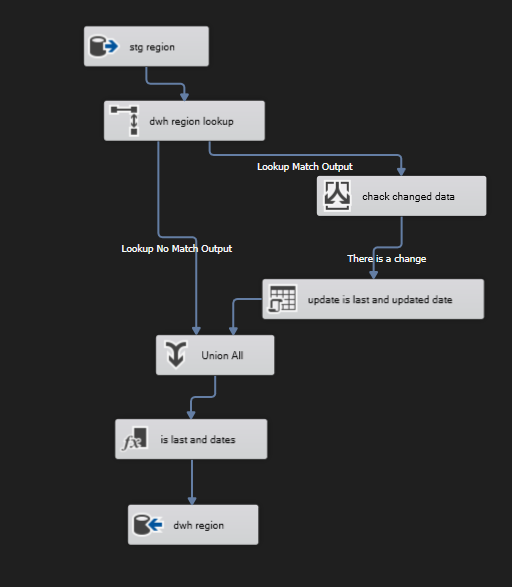 stg region
dwh region lookup
Lookup Match Output
chack changed data
Lookup No Match Output
There is a change
update is last and updated date
Union All
fx
is last and dates
dwh region